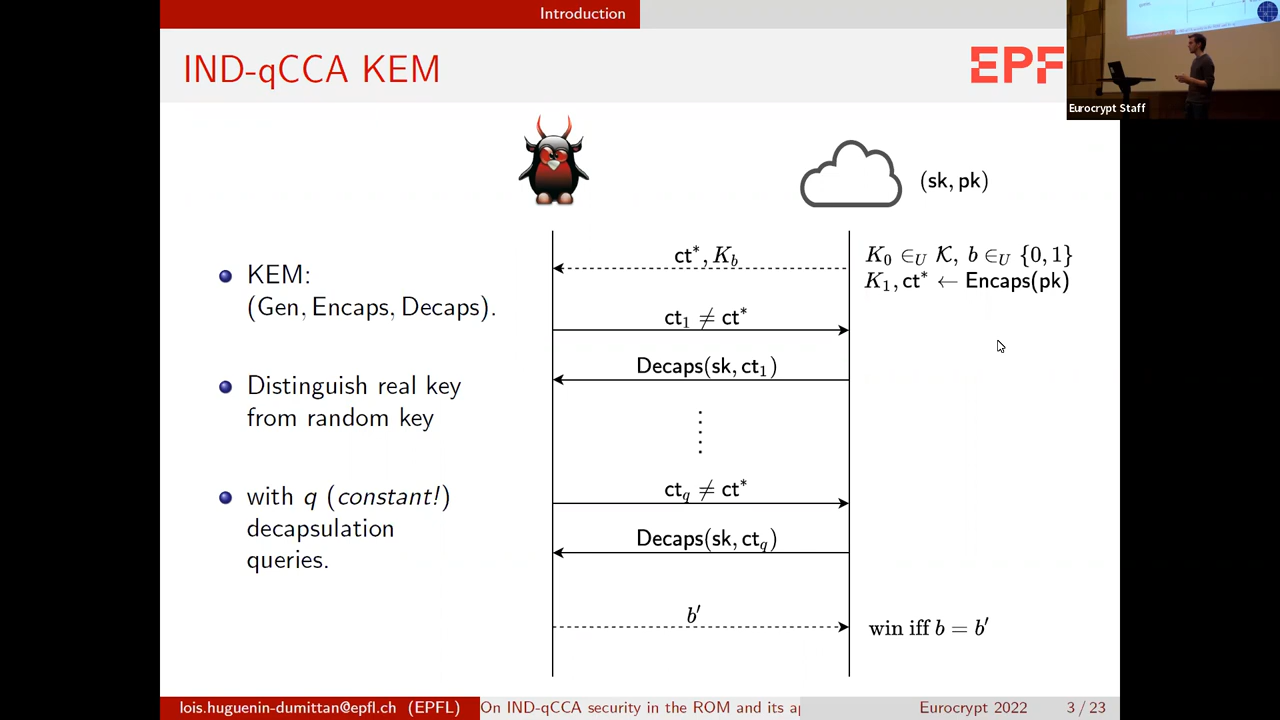 Introduction
IND-qCCA KEM
EPF
Eurocrypt Staff
(sk, pk)
ct*, K_b
K_0 ∈_U 𝒦, b ∈_U {0, 1}
K_1, ct* ← Encaps(pk)
KEM:
(Gen, Encaps, Decaps).
ct_1 ≠ ct*
Decaps(sk, ct_1)
Distinguish real key
from random key
with q (constant!)
decapsulation
queries.
ct_q ≠ ct*
Decaps(sk, ct_q)
b′
win iff b = b′
lois.huguenin-dumittan@epfl.ch (EPFL)
On IND-qCCA security in the ROM and its ap
Eurocrypt 2022
3 / 23